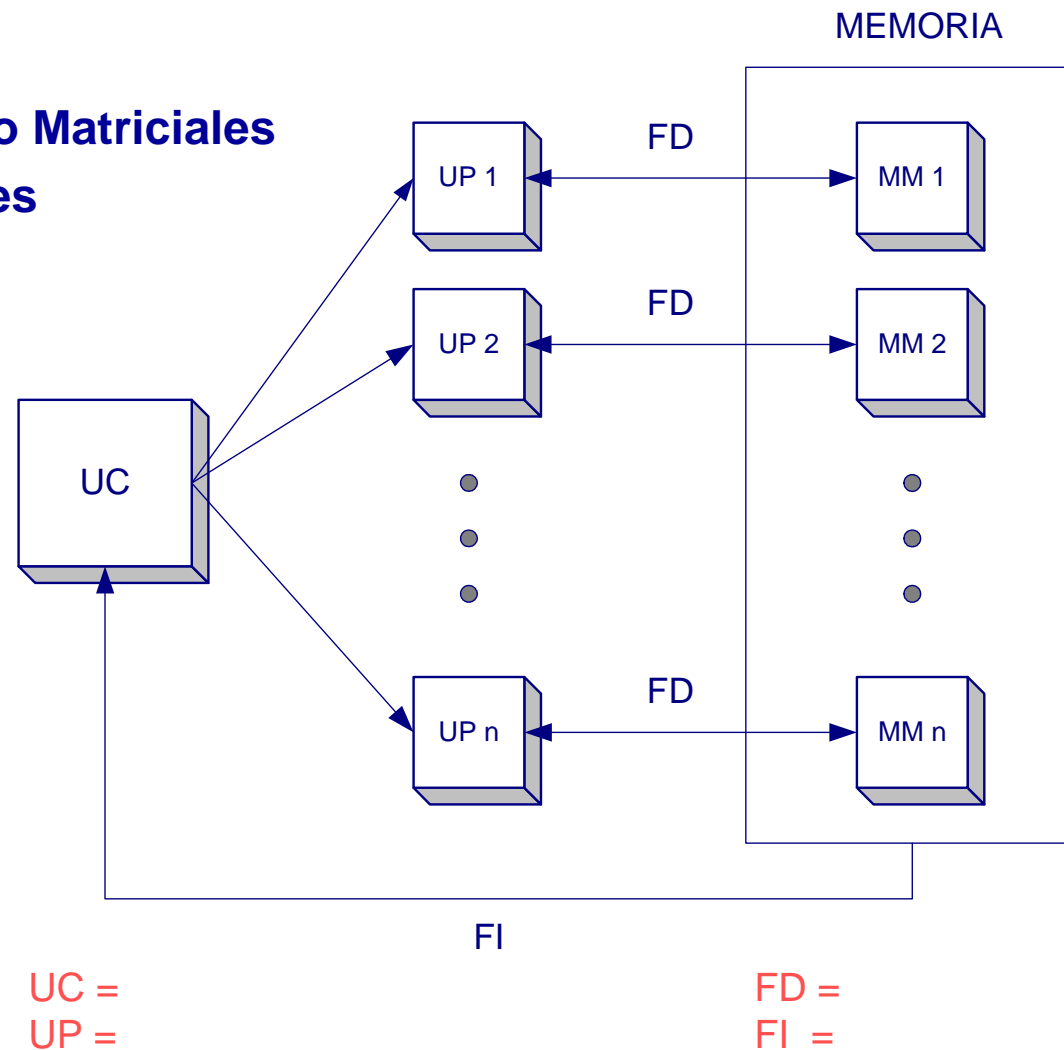 MEMORIA
o Matriciales
es
FD
UP 1
MM 1
FD
UP 2
MM 2
UC
FD
UP n
MM n
FI
UC =
FD =
UP =
FI =